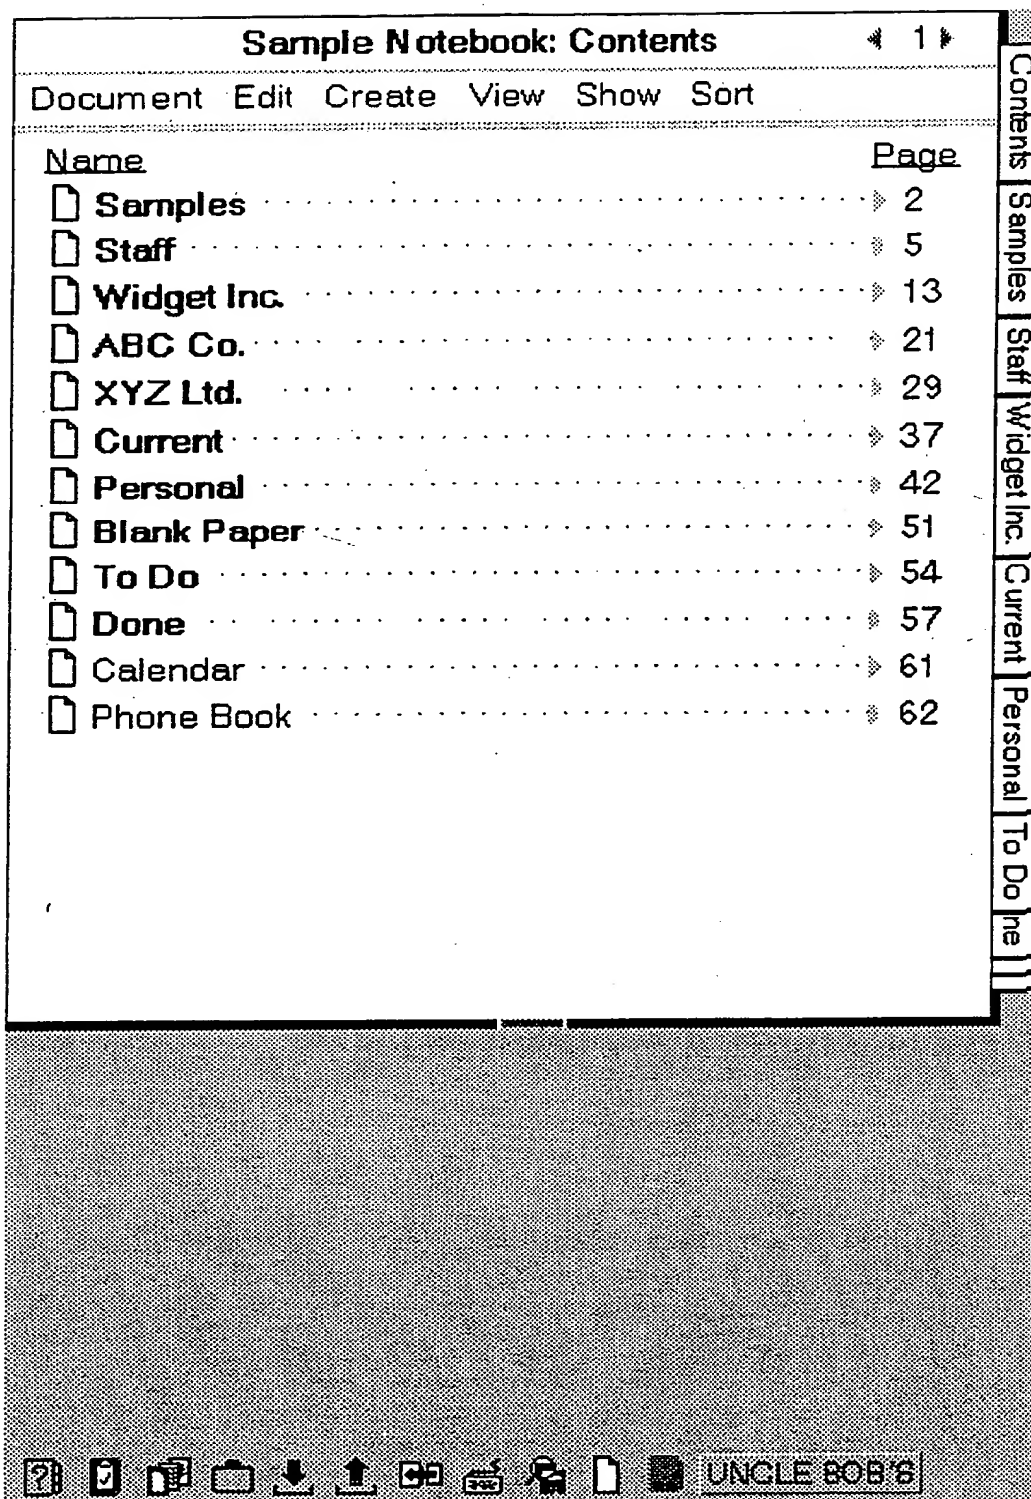 Sample Notebook: Contents 1
Document Edit Create View Show Sort
Name Page
Samples 2
Staff 5
Widget Inc. 13
ABC Co. 21
XYZ Ltd. 29
Current 37
Personal 42
Blank Paper 51
To Do 54
Done 57
Calendar 61
Phone Book 62
Contents
Samples
Staff
Widget Inc.
Current
Personal
To Do
ne
UNCLE BOB'S